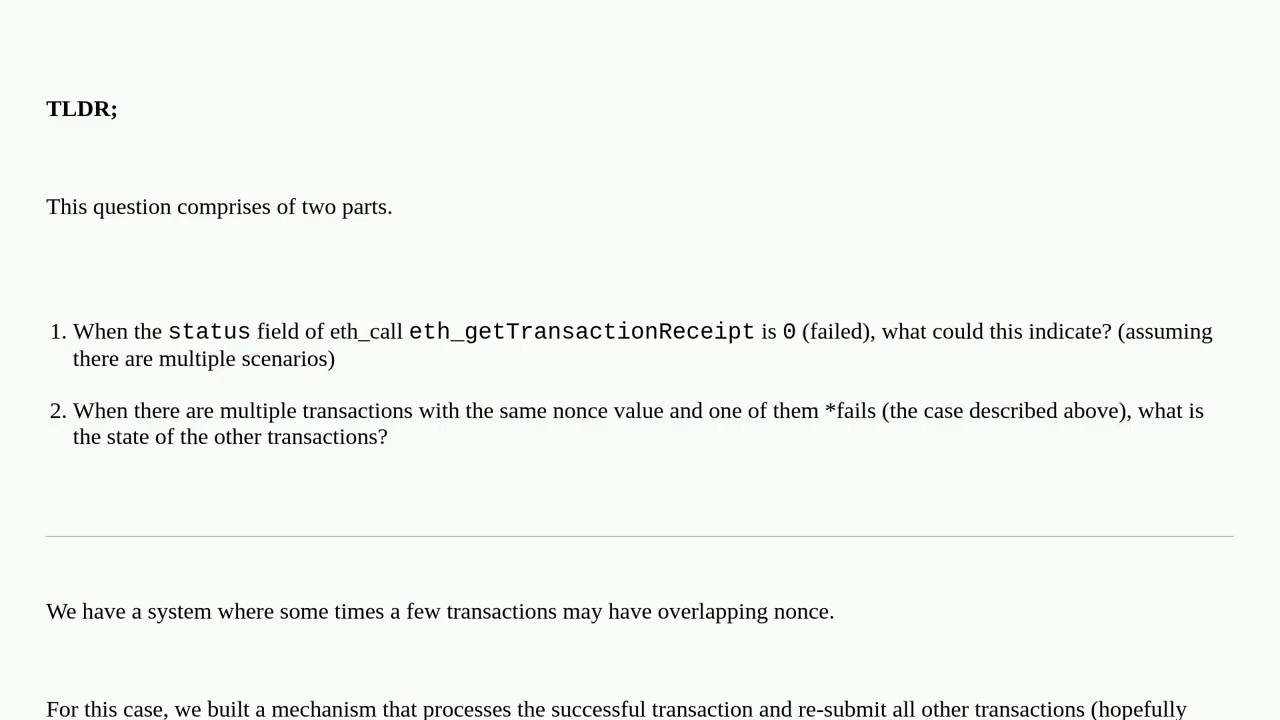 TLDR;
This question comprises of two parts.
1. When the status field of eth_call eth_getTransactionReceipt is 0 (failed), what could this indicate? (assuming
there are multiple scenarios)
2. When there are multiple transactions with the same nonce value and one of them *fails (the case described above), what is
the state of the other transactions?
We have a system where some times a few transactions may have overlapping nonce.
For this case, we built a mechanism that processes the successful transaction and re-submit all other transactions (hopefully